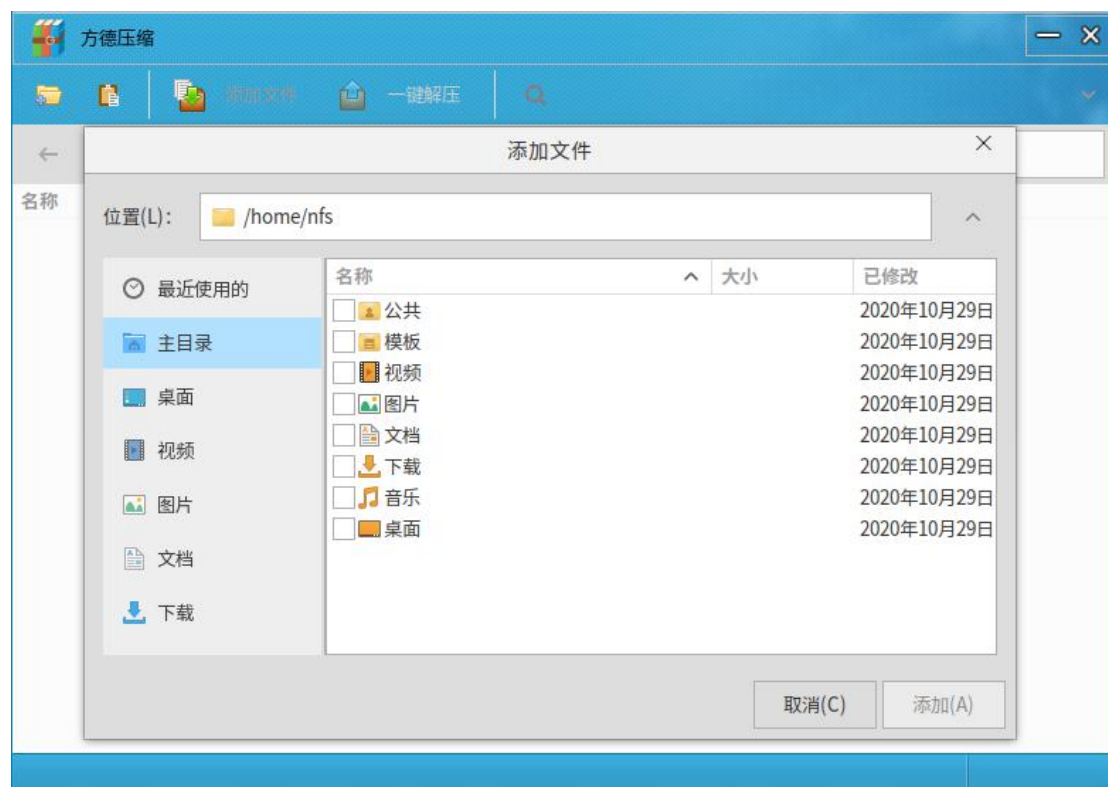 方德压缩
添加文件 一键解压
添加文件
名称
位置(L): /home/nfs
最近使用的
主目录
桌面
视频
图片
文档
下载
名称 大小 已修改
公共 2020年10月29日
模板 2020年10月29日
视频 2020年10月29日
图片 2020年10月29日
文档 2020年10月29日
下载 2020年10月29日
音乐 2020年10月29日
桌面 2020年10月29日
取消(C) 添加(A)